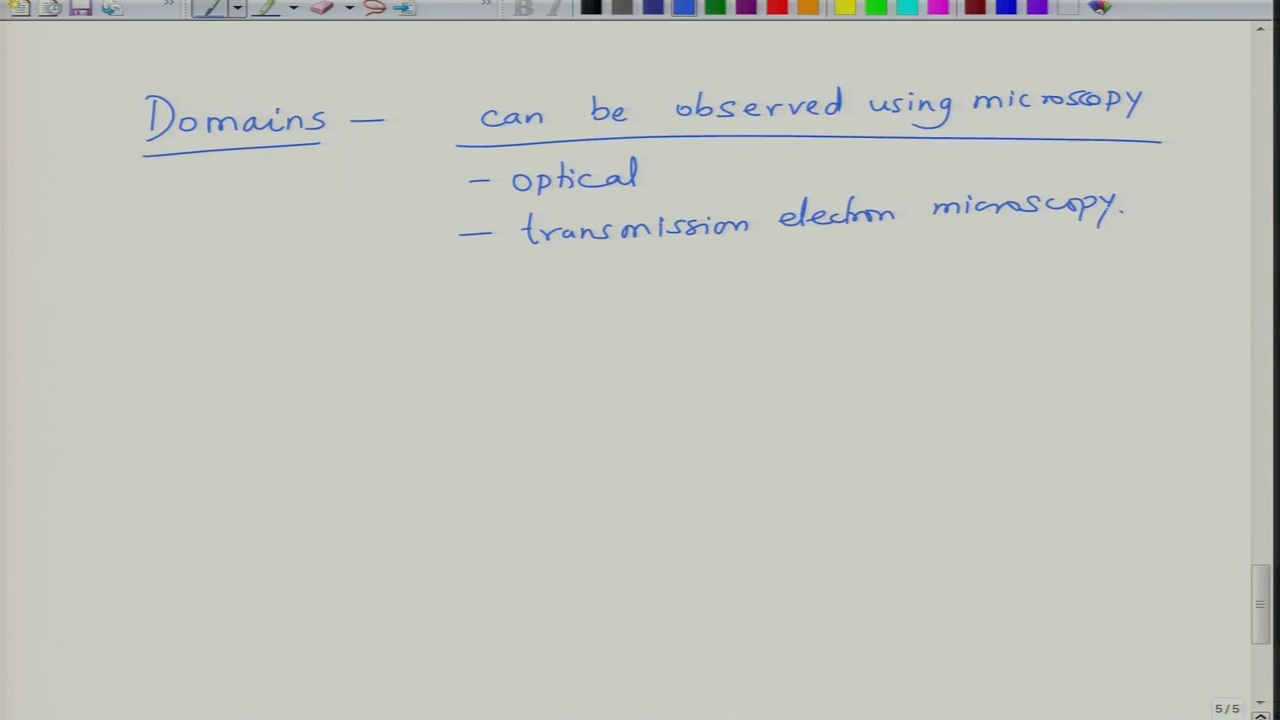 Domains — can be observed using microscopy
- optical
- transmission electron microscopy.
5/5